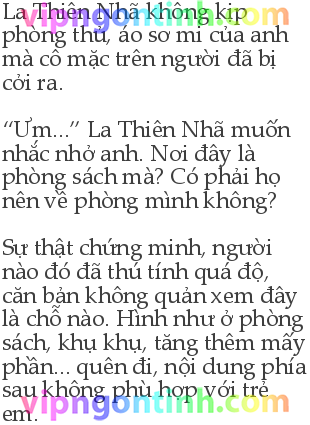 La Thiên Nhã không kịp
phòng thủ, áo sơ mi của anh
mà cô mặc trên người đã bị
cởi ra.
“Ưm...” La Thiên Nhã muốn
nhắc nhở anh. Nơi đây là
phòng sách mà? Có phải họ
nên về phòng mình không?
Sự thật chứng minh, người
nào đó đã thú tính quá độ,
căn bản không quản xem đây
là chỗ nào. Hình như ở phòng
sách, khụ khụ, tăng thêm mấy
phần... quên đi, nội dung phía
sau không phù hợp với trẻ
em.
vipngontinh.com
vipngontinh.com
vipngontinh.com